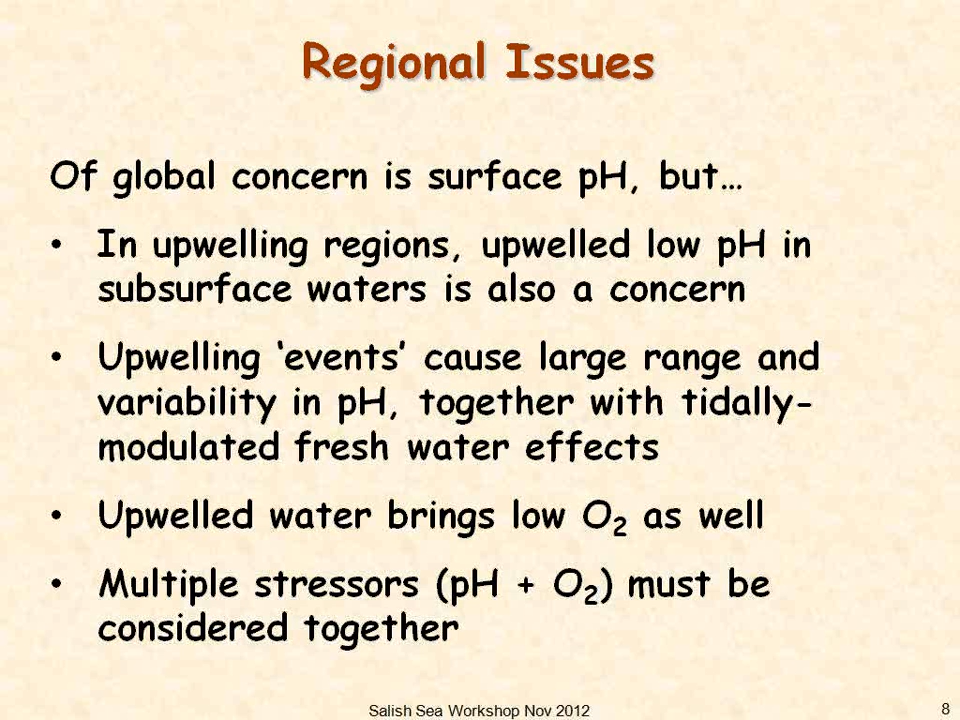 Regional Issues
Of global concern is surface pH, but…
• In upwelling regions, upwelled low pH in
subsurface waters is also a concern
• Upwelling ‘events’ cause large range and
variability in pH, together with tidally-
modulated fresh water effects
• Upwelled water brings low O₂ as well
• Multiple stressors (pH + O₂) must be
considered together
Salish Sea Workshop Nov 2012
8